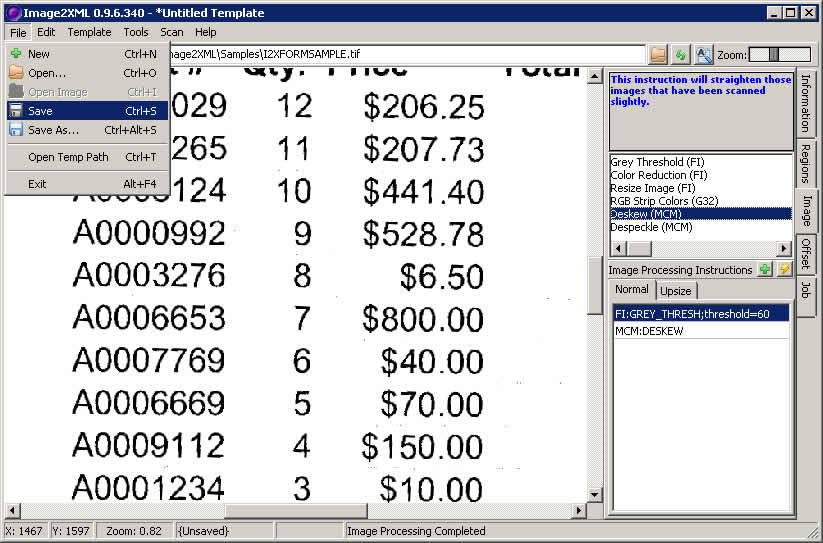 Image2XML 0.9.6.340 - *Untitled Template
File Edit Template Tools Scan Help
mage2XML\Samples\I2XFORMSAMPLE.tif Zoom:
New Ctrl+N
Open... Ctrl+O
Open Image Ctrl+I
Save Ctrl+S
Save As... Ctrl+Alt+S
Open Temp Path Ctrl+T
Exit Alt+F4
# Qty. Price Total
029 12 $206.25
265 11 $207.73
124 10 $441.40
A0000992 9 $528.78
A0003276 8 $6.50
A0006653 7 $800.00
A0007769 6 $40.00
A0006669 5 $70.00
A0009112 4 $150.00
A0001234 3 $10.00
This instruction will straighten those
images that have been scanned
slightly.
Grey Threshold (FI)
Color Reduction (FI)
Resize Image (FI)
RGB Strip Colors (G32)
Deskew (MCM)
Despeckle (MCM)
Image Processing Instructions
Normal Upsize
FI:GREY_THRESH;threshold=60
MCM:DESKEW
Information
Regions
Image
Offset
Job
X: 1467 Y: 1597 Zoom: 0.82 {Unsaved} Image Processing Completed